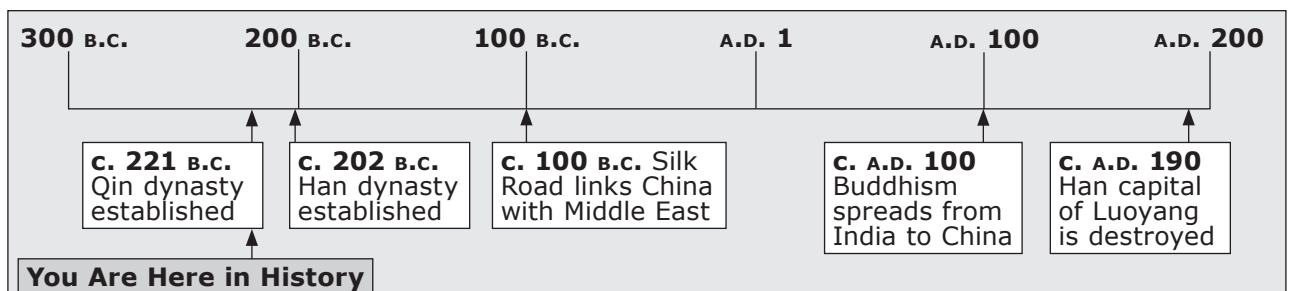 300 B.C. 200 B.C. 100 B.C. A.D. 1 A.D. 100 A.D. 200
C. 221 B.C.
Qin dynasty
established
C. 202 B.C.
Han dynasty
established
C. 100 B.C. Silk
Road links China
with Middle East
C. A.D. 100
Buddhism
spreads from
India to China
C. A.D. 190
Han capital
of Luoyang
is destroyed
You Are Here in History